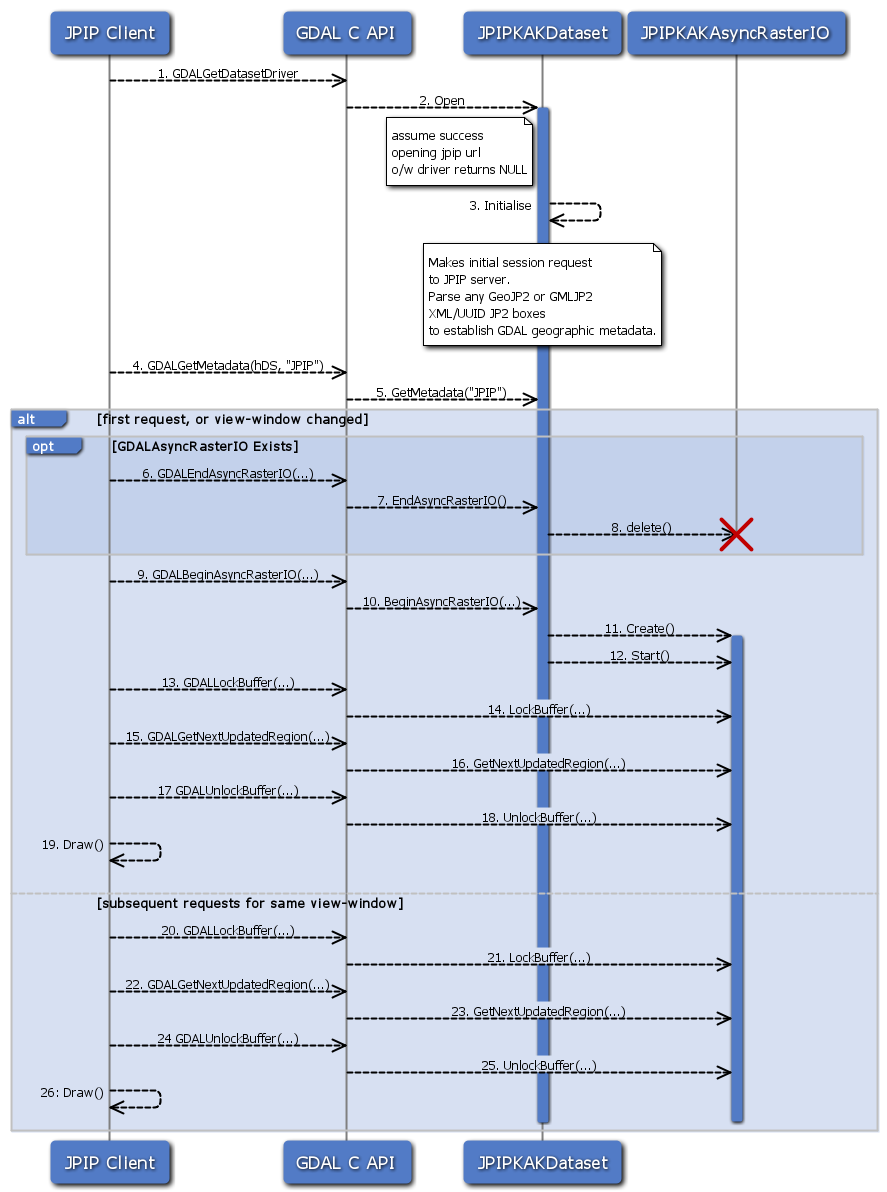 JPIP Client
GDAL C API
JPIPKAKDataset
JPIPKAKAsyncRasterIO
1. GDALGetDatasetDriver
2. Open
assume success
opening jpip url
o/w driver returns NULL
3. Initialise
Makes initial session request
to JPIP server.
Parse any GeoJP2 or GMLJP2
XML/UUID JP2 boxes
to establish GDAL geographic metadata.
4. GDALGetMetadata(hDS, "JPIP")
5. GetMetadata("JPIP")
alt [first request, or view-window changed]
opt [GDALAsyncRasterIO Exists]
6. GDALEndAsyncRasterIO(...)
7. EndAsyncRasterIO()
8. delete()
9. GDALBeginAsyncRasterIO(...)
10. BeginAsyncRasterIO(...)
11. Create()
12. Start()
13. GDALLockBuffer(...)
14. LockBuffer(...)
15. GDALGetNextUpdatedRegion(...)
16. GetNextUpdatedRegion(...)
17 GDALUnlockBuffer(...)
18. UnlockBuffer(...)
19. Draw()
[subsequent requests for same view-window]
20. GDALLockBuffer(...)
21. LockBuffer(...)
22. GDALGetNextUpdatedRegion(...)
23. GetNextUpdatedRegion(...)
24 GDALUnlockBuffer(...)
25. UnlockBuffer(...)
26: Draw()
JPIP Client
GDAL C API
JPIPKAKDataset